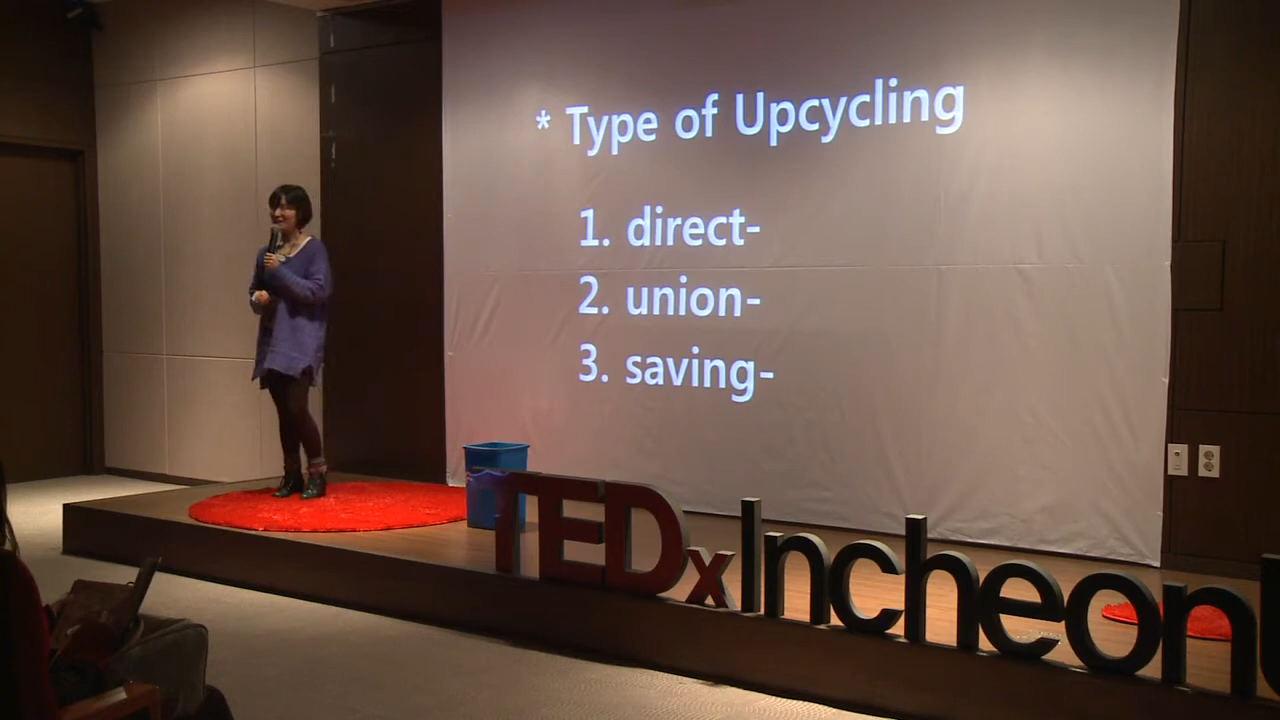 * Type of Upcycling
1. direct-
2. union-
3. saving-
TEDxIncheon